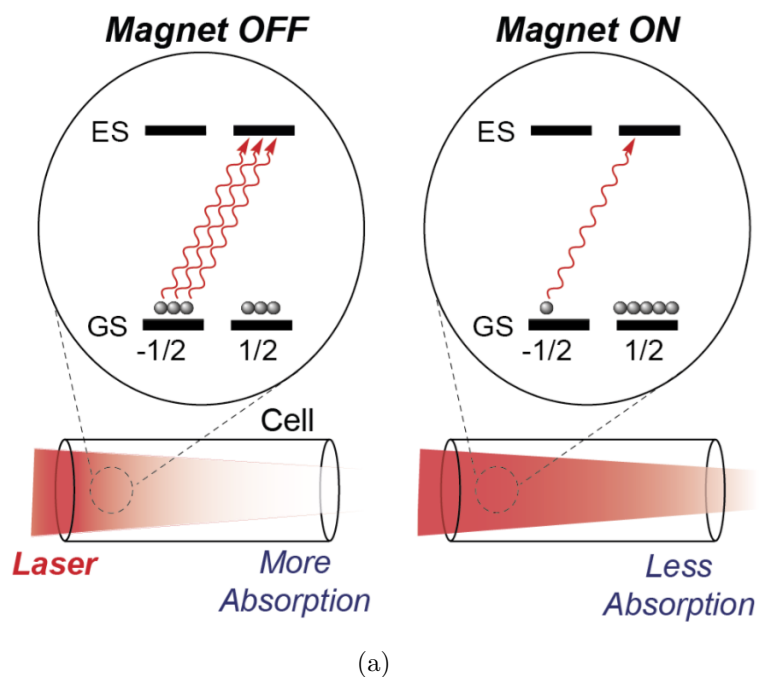 Magnet OFF
Magnet ON
ES
ES
GS
GS
-1/2
1/2
-1/2
1/2
Cell
Laser
More
Absorption
Less
Absorption
(a)